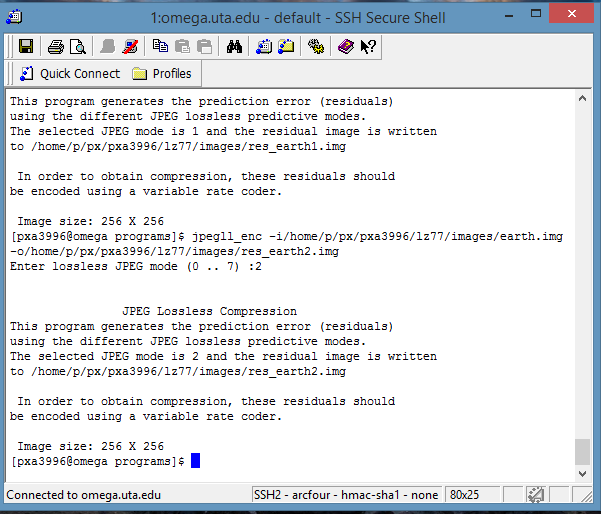 1:omega.uta.edu - default - SSH Secure Shell
Quick Connect Profiles
This program generates the prediction error (residuals)
using the different JPEG lossless predictive modes.
The selected JPEG mode is 1 and the residual image is written
to /home/p/px/pxa3996/lz77/images/res_earth1.img
In order to obtain compression, these residuals should
be encoded using a variable rate coder.
Image size: 256 X 256
[pxa3996@omega programs]$ jpegll_enc -i/home/p/px/pxa3996/lz77/images/earth.img
-o/home/p/px/pxa3996/lz77/images/res_earth2.img
Enter lossless JPEG mode (0 .. 7) :2
JPEG Lossless Compression
This program generates the prediction error (residuals)
using the different JPEG lossless predictive modes.
The selected JPEG mode is 2 and the residual image is written
to /home/p/px/pxa3996/lz77/images/res_earth2.img
In order to obtain compression, these residuals should
be encoded using a variable rate coder.
Image size: 256 X 256
[pxa3996@omega programs]$
Connected to omega.uta.edu SSH2 - arcfour - hmac-sha1 - none 80x25